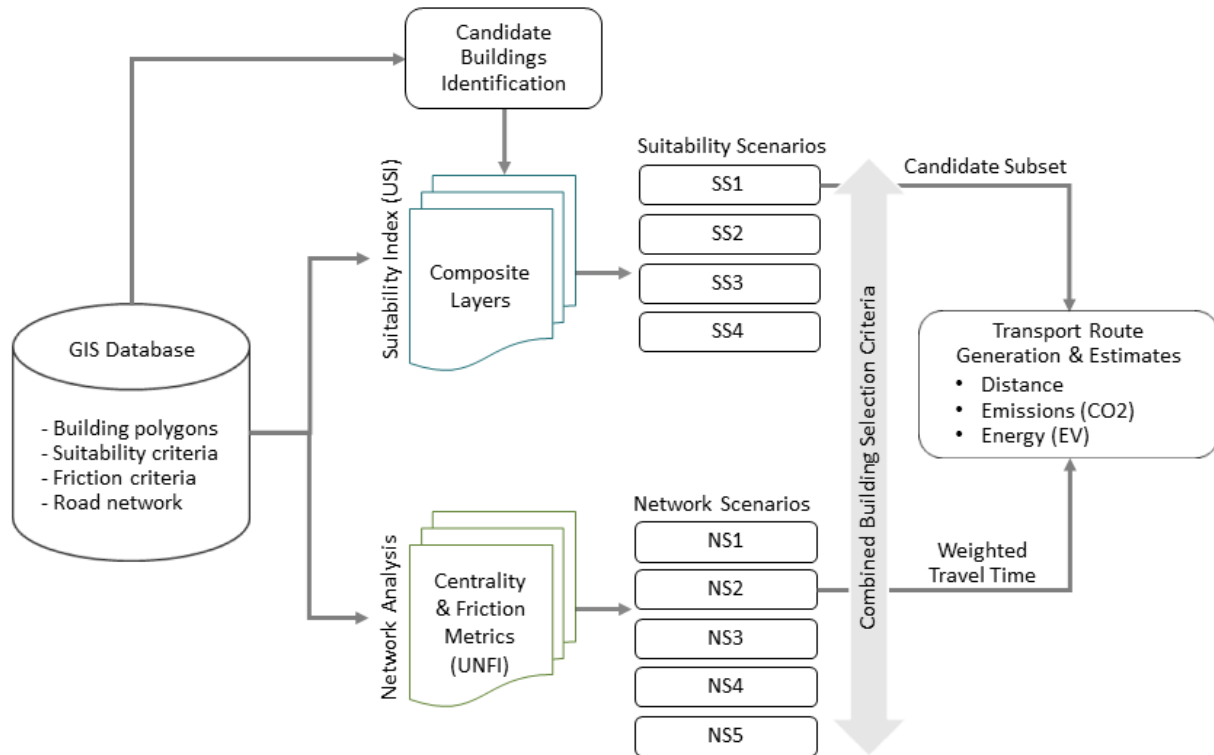 Candidate
Buildings
Identification
GIS Database
- Building polygons
- Suitability criteria
- Friction criteria
- Road network
Suitability Index (USI)
Composite
Layers
Suitability Scenarios
SS1
SS2
SS3
SS4
Network Analysis
Centrality
& Friction
Metrics
(UNFI)
Network Scenarios
NS1
NS2
NS3
NS4
NS5
Combined Building Selection Criteria
Candidate Subset
Transport Route
Generation & Estimates
• Distance
• Emissions (CO2)
• Energy (EV)
Weighted
Travel Time